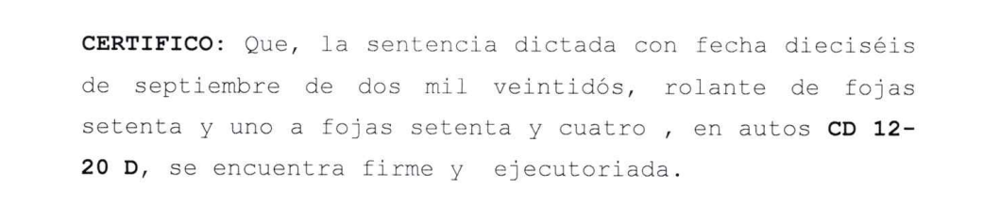 CERTIFICO: Que, la sentencia dictada con fecha dieciséis
de septiembre de dos mil veintidós, rolante de fojas
setenta y uno a fojas setenta y cuatro , en autos CD 12-
20 D, se encuentra firme y  ejecutoriada.